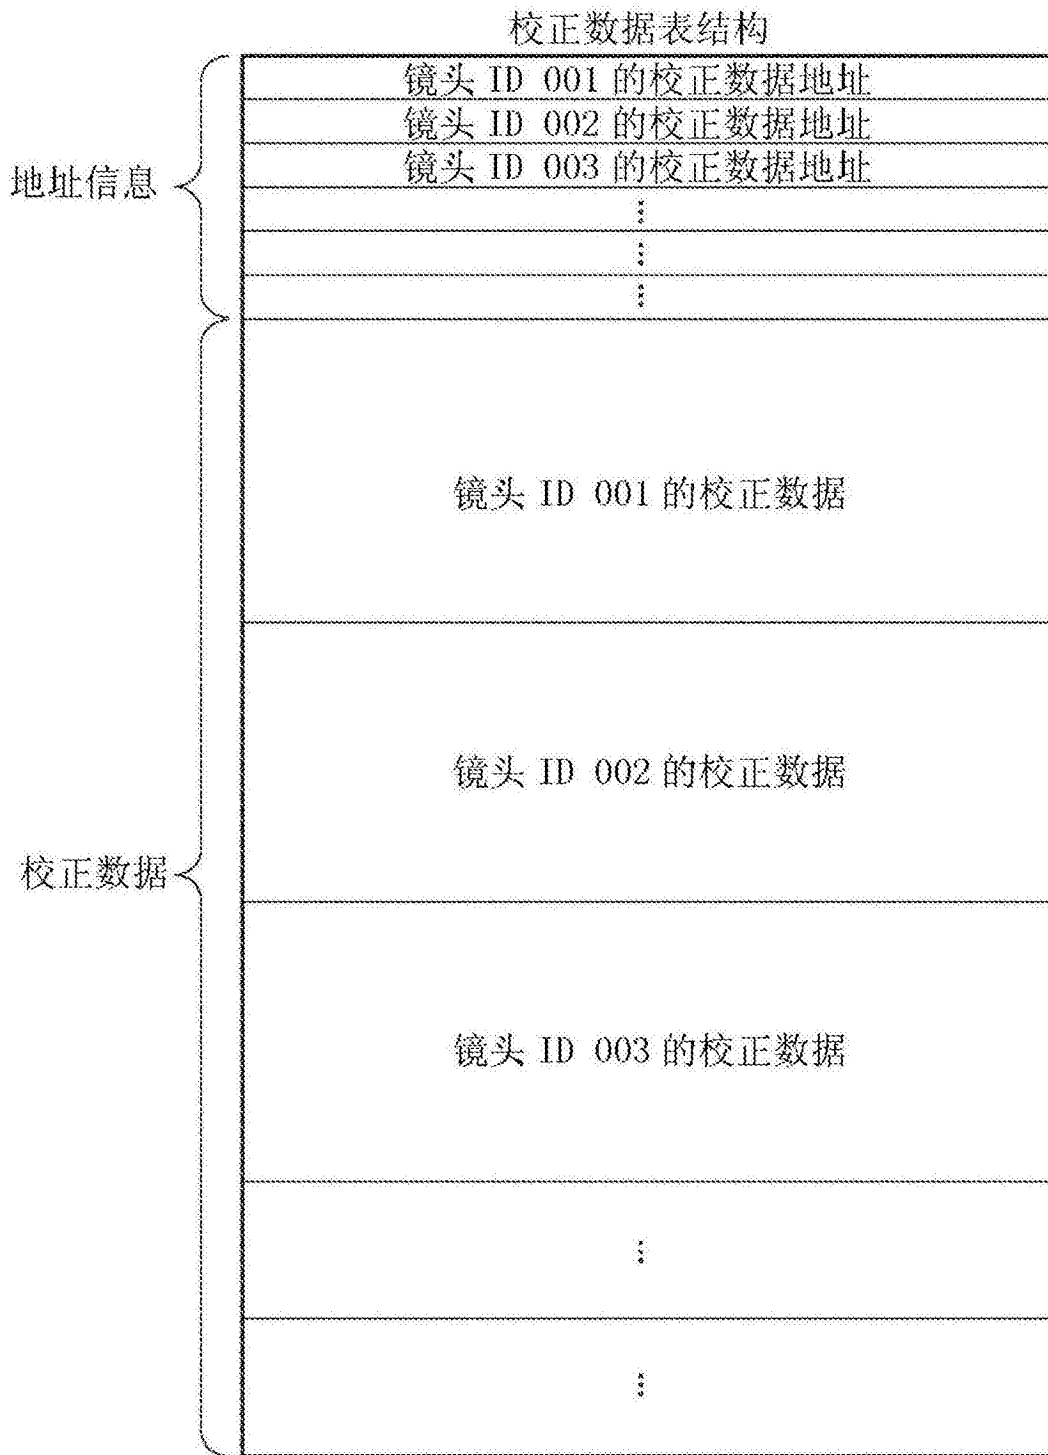 校正数据表结构
镜头 ID 001 的校正数据地址
镜头 ID 002 的校正数据地址
镜头 ID 003 的校正数据地址
地址信息
⋮
⋮
⋮
镜头 ID 001 的校正数据
镜头 ID 002 的校正数据
校正数据
镜头 ID 003 的校正数据
⋮
⋮